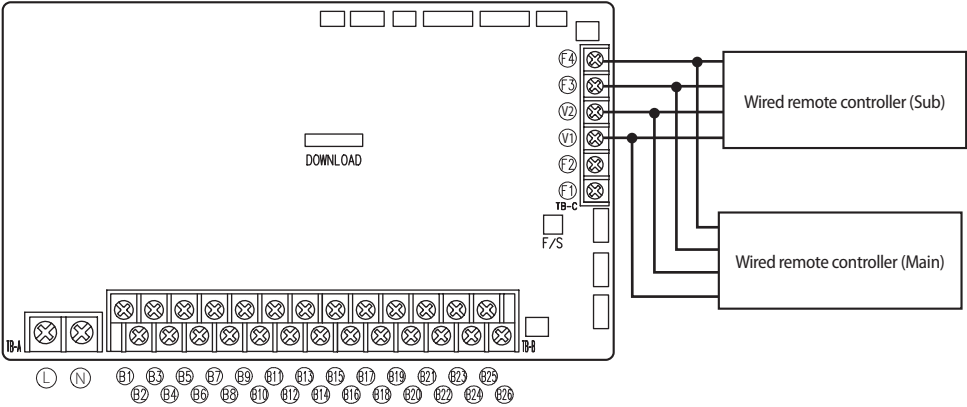 F4
Wired remote controller (Sub)
F3
V2
V1
DOWNLOAD
F2
F1
TB-C
F/S
Wired remote controller (Main)
TB-A
TB-B
L N B1 B3 B5 B7 B9 B11 B13 B15 B17 B19 B21 B23 B25
B2 B4 B6 B8 B10 B12 B14 B16 B18 B20 B22 B24 B26